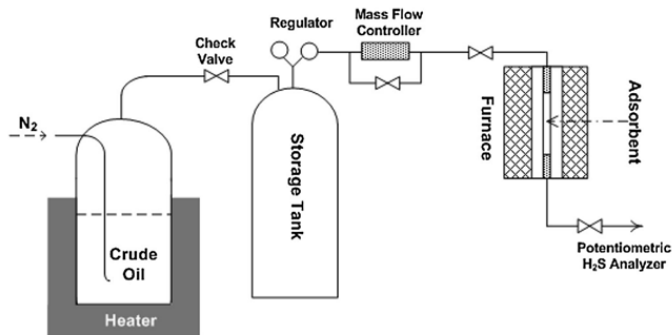 Regulator
Mass Flow
Controller
Check
Valve
N₂
Storage Tank
Furnace
Adsorbent
Crude
Oil
Heater
Potentiometric
H₂S Analyzer